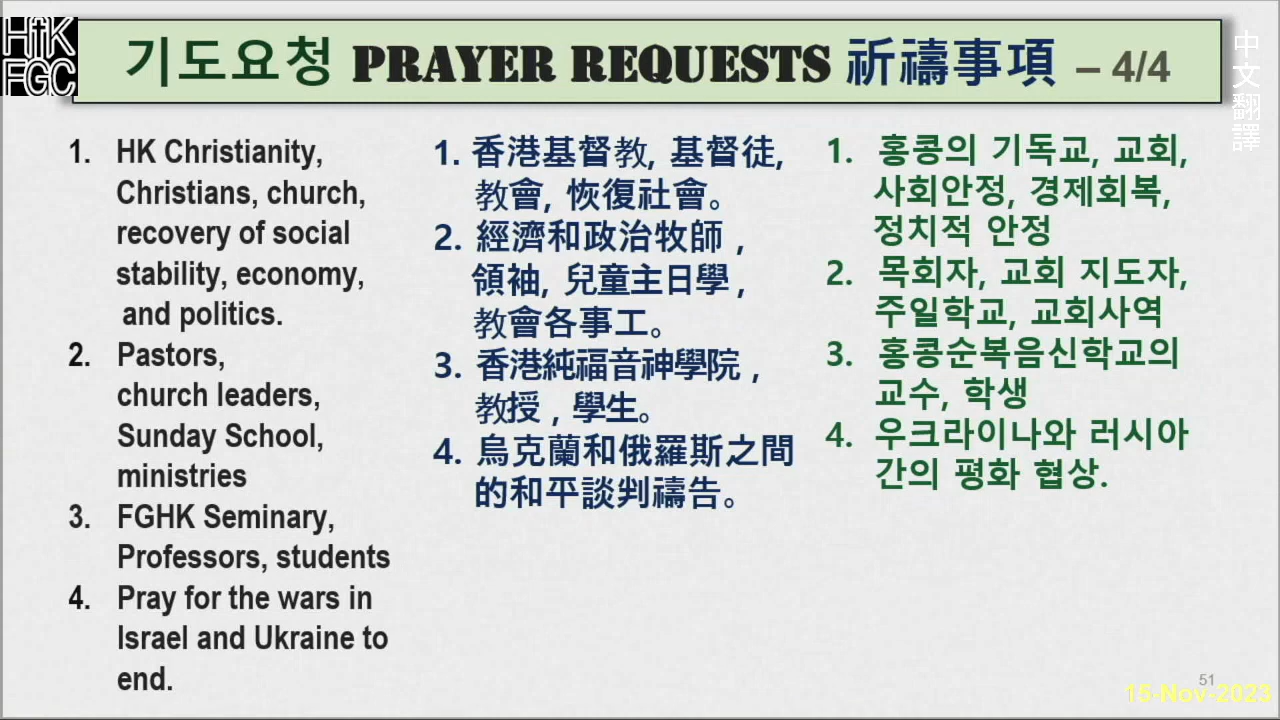 HfK
FGC
기도요청 PRAYER REQUESTS 祈禱事項 – 4/4
中文翻譯
1. HK Christianity,
Christians, church,
recovery of social
stability, economy,
and politics.
2. Pastors,
church leaders,
Sunday School,
ministries
3. FGHK Seminary,
Professors, students
4. Pray for the wars in
Israel and Ukraine to
end.
1. 香港基督教, 基督徒,
教會, 恢復社會。
2. 經濟和政治牧師，
領袖, 兒童主日學，
教會各事工。
3. 香港純福音神學院，
教授，學生。
4. 烏克蘭和俄羅斯之間
的和平談判禱告。
1. 홍콩의 기독교, 교회,
사회안정, 경제회복,
정치적 안정
2. 목회자, 교회 지도자,
주일학교, 교회사역
3. 홍콩순복음신학교의
교수, 학생
4. 우크라이나와 러시아
간의 평화 협상.
51
15-Nov-2023